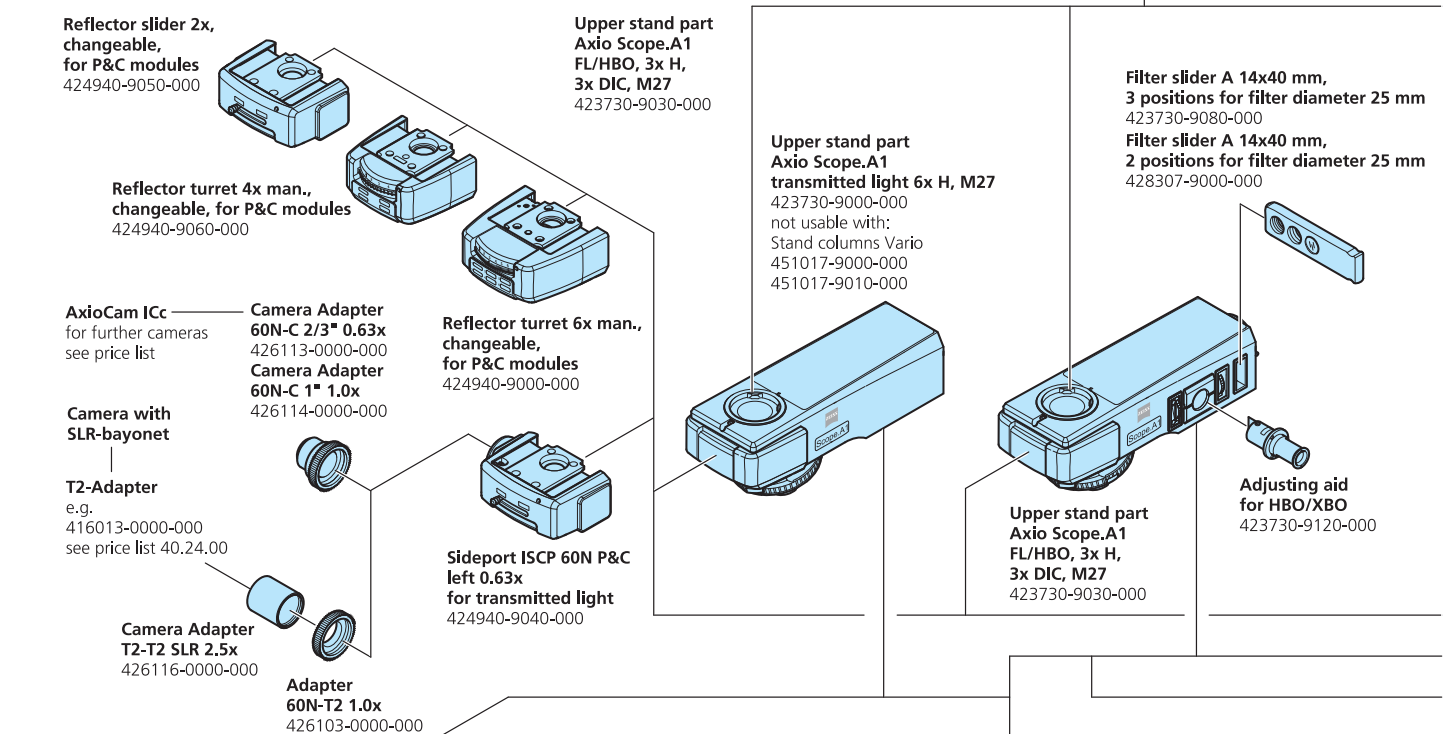 Reflector slider 2x,
changeable,
for P&C modules
424940-9050-000
Upper stand part
Axio Scope.A1
FL/HBO, 3x H,
3x DIC, M27
423730-9030-000
Filter slider A 14x40 mm,
3 positions for filter diameter 25 mm
423730-9080-000
Filter slider A 14x40 mm,
2 positions for filter diameter 25 mm
428307-9000-000
Upper stand part
Axio Scope.A1
transmitted light 6x H, M27
423730-9000-000
not usable with:
Stand columns Vario
451017-9000-000
451017-9010-000
Reflector turret 4x man.,
changeable, for P&C modules
424940-9060-000
AxioCam ICc
for further cameras
see price list
Camera Adapter
60N-C 2/3" 0.63x
426113-0000-000
Camera Adapter
60N-C 1" 1.0x
426114-0000-000
Reflector turret 6x man.,
changeable,
for P&C modules
424940-9000-000
Camera with
SLR-bayonet
T2-Adapter
e.g.
416013-0000-000
see price list 40.24.00
ZEISS
Scope.A1
ZEISS
Scope.A1
Adjusting aid
for HBO/XBO
423730-9120-000
Upper stand part
Axio Scope.A1
FL/HBO, 3x H,
3x DIC, M27
423730-9030-000
Sideport ISCP 60N P&C
left 0.63x
for transmitted light
424940-9040-000
Camera Adapter
T2-T2 SLR 2.5x
426116-0000-000
Adapter
60N-T2 1.0x
426103-0000-000